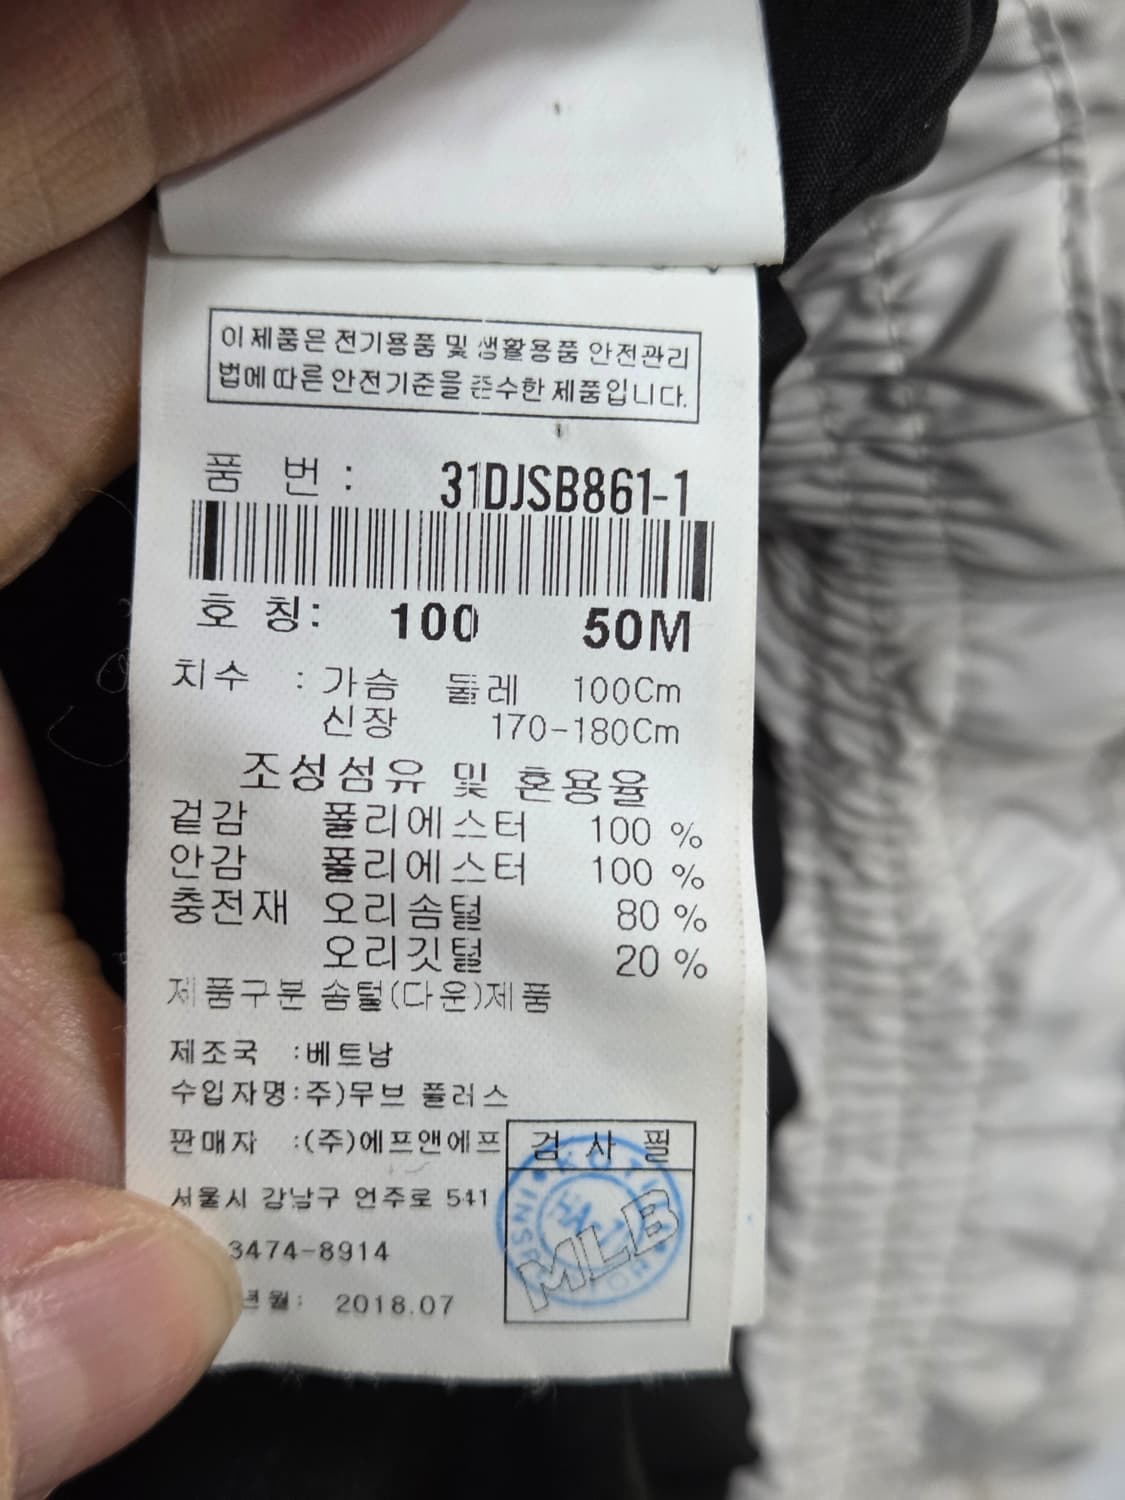 이 제품은 전기용품 및 생활용품 안전관리
법에 따른 안전기준을 준수한 제품입니다.
품 번 : 31DJSB861-1
호 칭: 100 50M
치수 : 가슴 둘레 100Cm
신장 170-180Cm
조성섬유 및 혼용율
겉감 폴리에스터 100 %
안감 폴리에스터 100 %
충전재 오리솜털 80 %
오리깃털 20 %
제품구분 솜털(다운)제품
제조국 :베트남
수입자명:주)무브 플러스
판매자 :(주)에프앤에프
검 사 필
서울시 강남구 언주로 541
3474-8914
년월: 2018.07
MLB